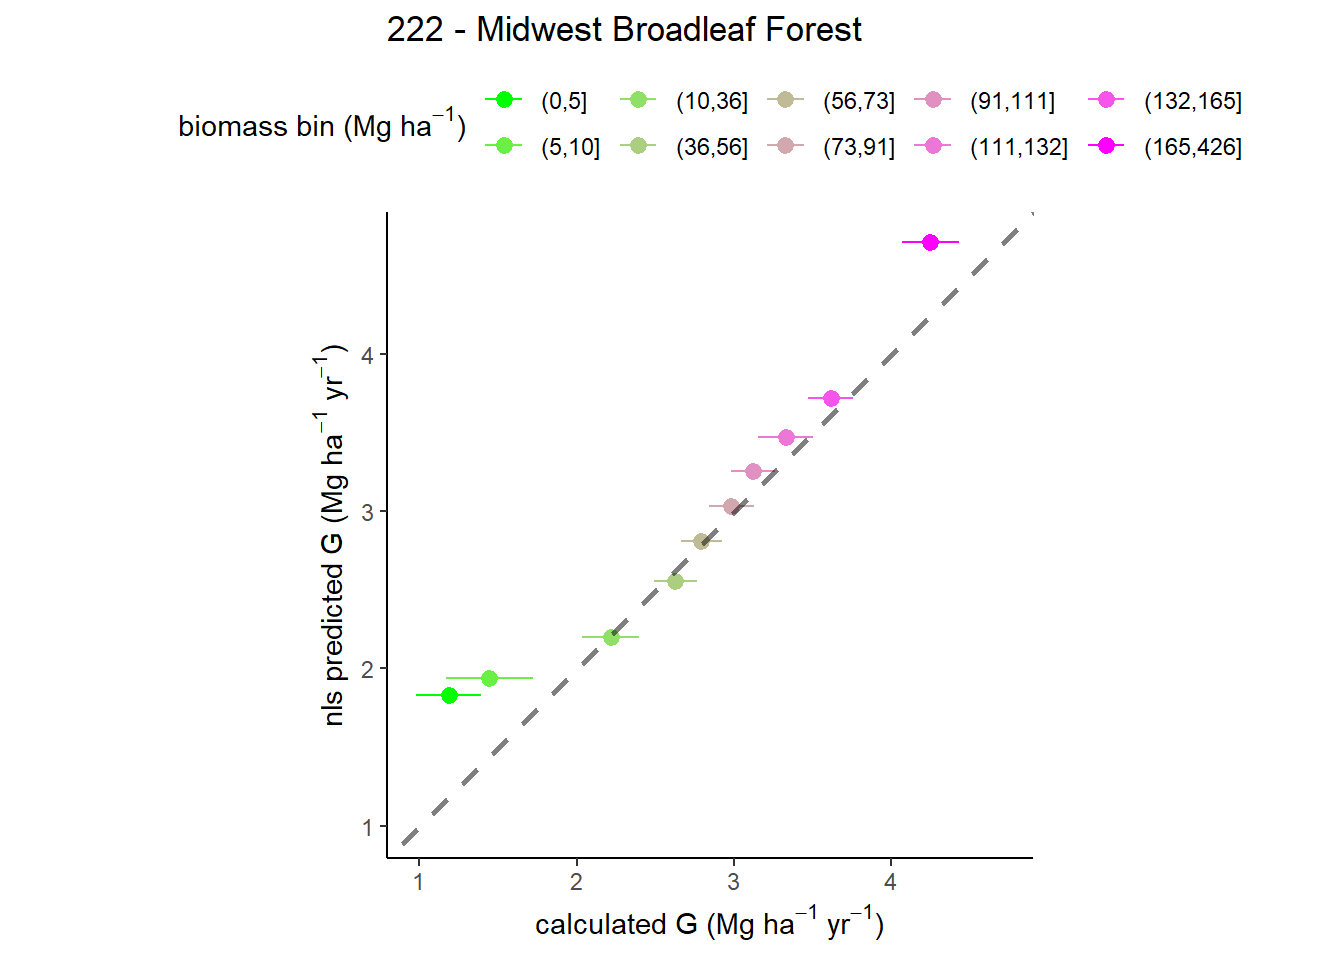 222 - Midwest Broadleaf Forest
biomass bin (Mg ha⁻¹)
(0,5] (10,36] (56,73] (91,111] (132,165]
(5,10] (36,56] (73,91] (111,132] (165,426]
nls predicted G (Mg ha⁻¹ yr⁻¹)
4
3
2
1
1 2 3 4
calculated G (Mg ha⁻¹ yr⁻¹)